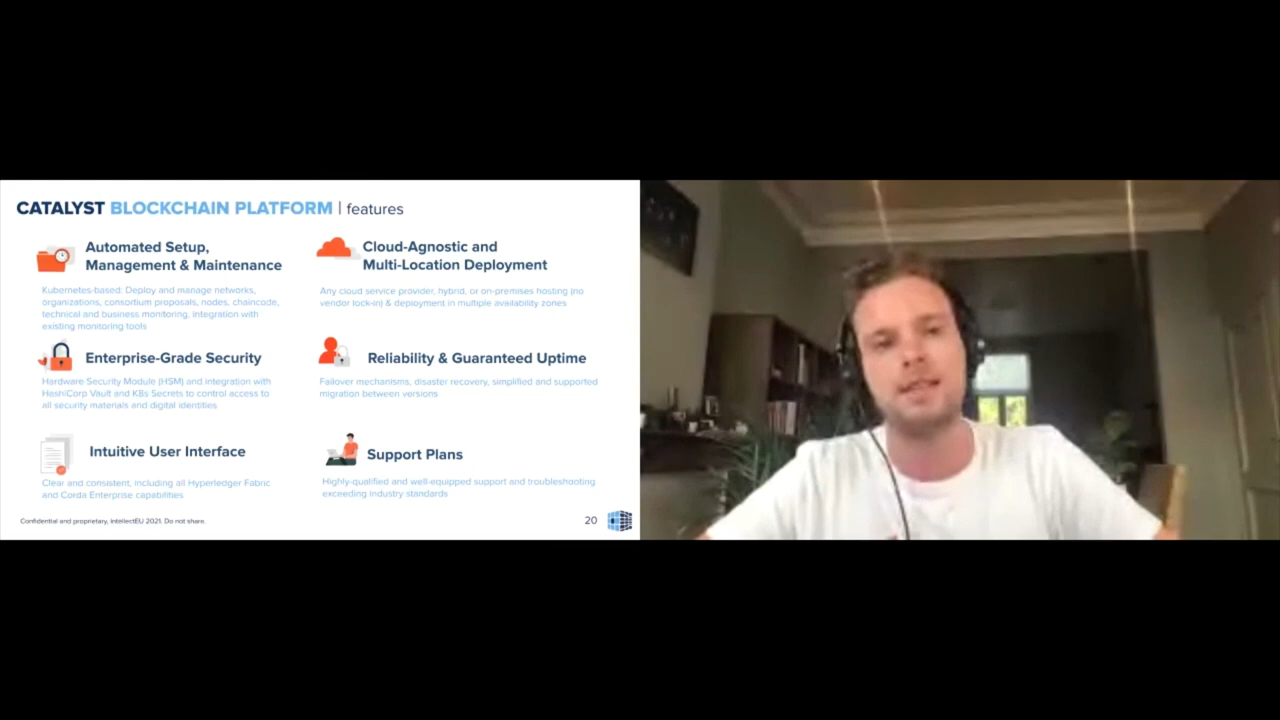 CATALYST BLOCKCHAIN PLATFORM | features
Automated Setup,
Management & Maintenance
Kubernetes-based: Deploy and manage networks,
organizations, consortium proposals, nodes, chaincode,
technical and business monitoring, integration with
existing monitoring tools
Cloud-Agnostic and
Multi-Location Deployment
Any cloud service provider, hybrid, or on-premises hosting (no
vendor lock-in) & deployment in multiple availability zones
Enterprise-Grade Security
Hardware Security Module (HSM) and integration with
HashiCorp Vault and K8s Secrets to control access to
all security materials and digital identities
Reliability & Guaranteed Uptime
Failover mechanisms, disaster recovery, simplified and supported
migration between versions
Intuitive User Interface
Clear and consistent, including all Hyperledger Fabric
and Corda Enterprise capabilities
Support Plans
Highly-qualified and well-equipped support and troubleshooting
exceeding industry standards
Confidential and proprietary, IntellectEU 2021. Do not share.
20